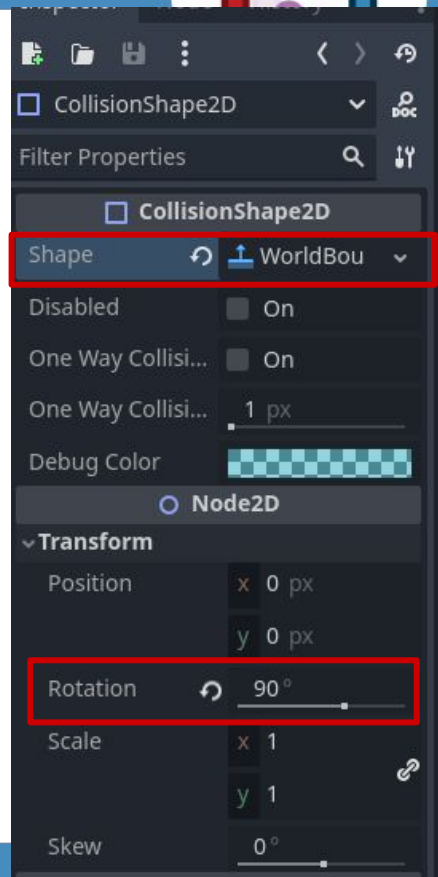 CollisionShape2D
DOC
Filter Properties
CollisionShape2D
Shape WorldBou
Disabled On
One Way Collisi... On
One Way Collisi... 1 px
Debug Color
Node2D
Transform
Position x 0 px
y 0 px
Rotation 90°
Scale x 1
y 1
Skew 0°